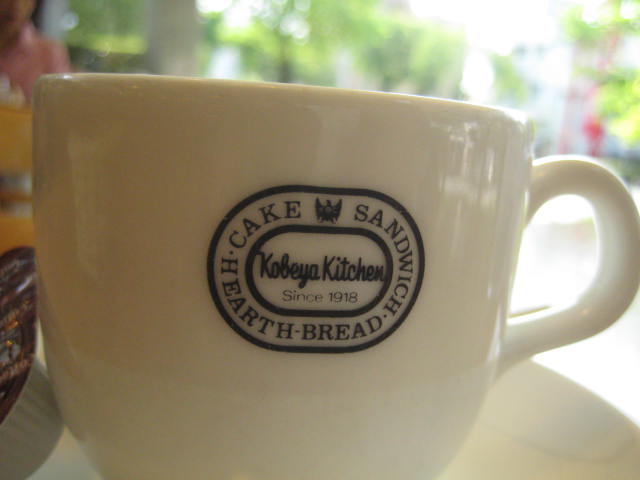 CAKE SANDWICH
Kobeya Kitchen
Since 1918
HEARTH·BREAD·